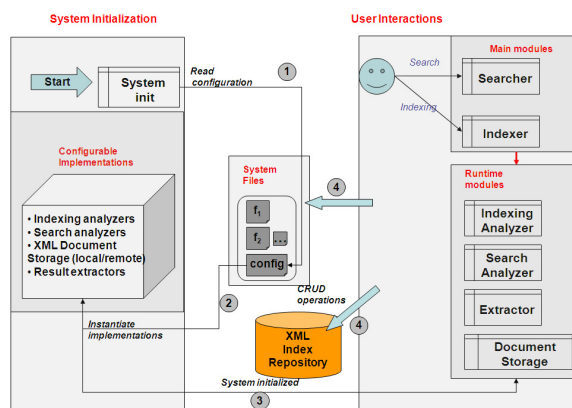 System Initialization
User Interactions
Start
System
init
Read
configuration
1
Main modules
Search
Searcher
Indexing
Indexer
Configurable
Implementations
• Indexing analyzers
• Search analyzers
• XML Document
Storage (local/remote)
• Result extractors
System
Files
f1
f2
...
config
4
Runtime
modules
Indexing
Analyzer
Search
Analyzer
Extractor
Document
Storage
2
CRUD
operations
4
Instantiate
implementations
XML
Index
Repository
System initialized
3